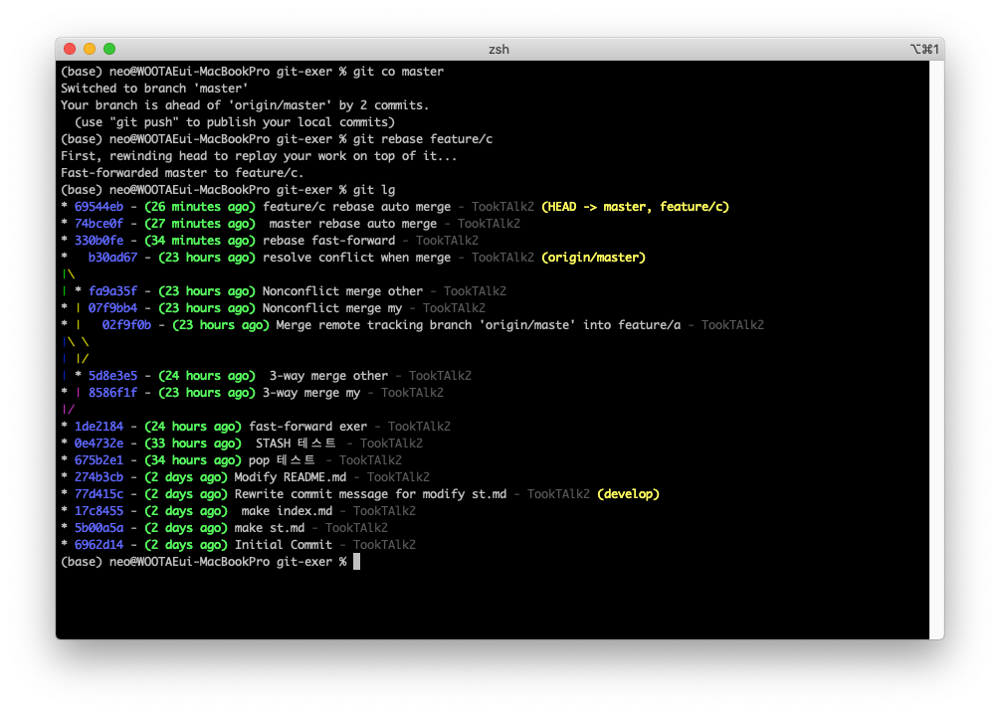 zsh
⌥⌘1
(base) neo@WOOTAEui-MacBookPro git-exer % git co master
Switched to branch 'master'
Your branch is ahead of 'origin/master' by 2 commits.
  (use "git push" to publish your local commits)
(base) neo@WOOTAEui-MacBookPro git-exer % git rebase feature/c
First, rewinding head to replay your work on top of it...
Fast-forwarded master to feature/c.
(base) neo@WOOTAEui-MacBookPro git-exer % git lg
* 69544eb - (26 minutes ago) feature/c rebase auto merge - TookTAlk2 (HEAD -> master, feature/c)
* 74bce0f - (27 minutes ago)  master rebase auto merge - TookTAlk2
* 330b0fe - (34 minutes ago) rebase fast-forward - TookTAlk2
*   b30ad67 - (23 hours ago) resolve conflict when merge - TookTAlk2 (origin/master)
|\
| * fa9a35f - (23 hours ago) Nonconflict merge other - TookTAlk2
* | 07f9bb4 - (23 hours ago) Nonconflict merge my - TookTAlk2
* |   02f9f0b - (23 hours ago) Merge remote tracking branch 'origin/maste' into feature/a - TookTAlk2
|\ \
| |/
| * 5d8e3e5 - (24 hours ago)  3-way merge other - TookTAlk2
* | 8586f1f - (23 hours ago) 3-way merge my - TookTAlk2
|/
* 1de2184 - (24 hours ago) fast-forward exer - TookTAlk2
* 0e4732e - (33 hours ago)  STASH 테스트 - TookTAlk2
* 675b2e1 - (34 hours ago) pop 테스트 - TookTAlk2
* 274b3cb - (2 days ago) Modify README.md - TookTAlk2
* 77d415c - (2 days ago) Rewrite commit message for modify st.md - TookTAlk2 (develop)
* 17c8455 - (2 days ago)  make index.md - TookTAlk2
* 5b00a5a - (2 days ago) make st.md - TookTAlk2
* 6962d14 - (2 days ago) Initial Commit - TookTAlk2
(base) neo@WOOTAEui-MacBookPro git-exer %